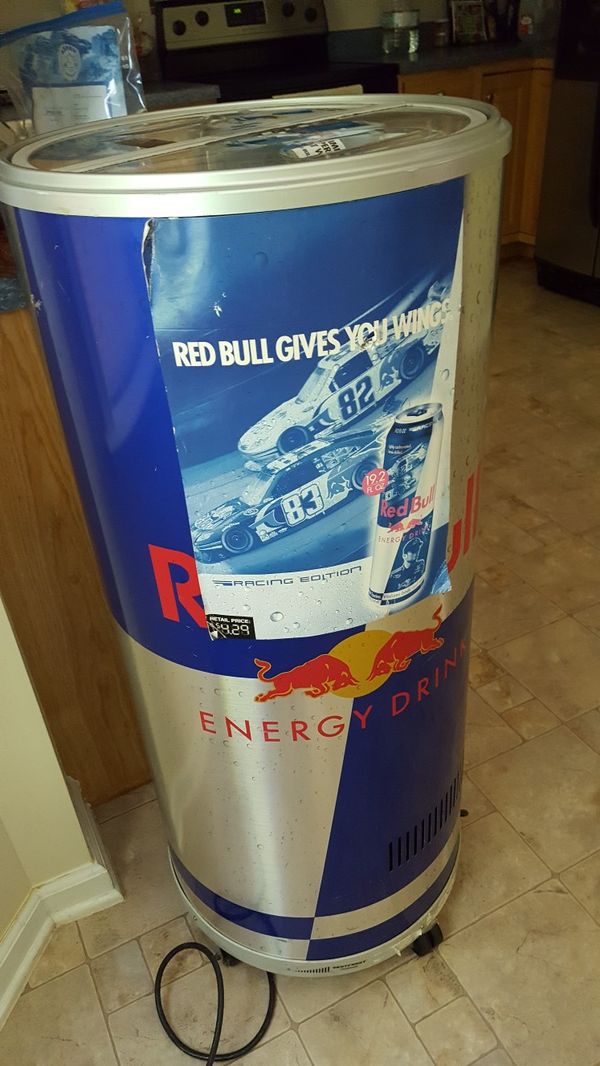 RED BULL GIVES YOU WINGS
82
83
19.2
FL OZ
Red Bull
ENERGY DRINK
RACING EDITION
RETAIL PRICE:
$4.29
R
ull
ENERGY DRINK